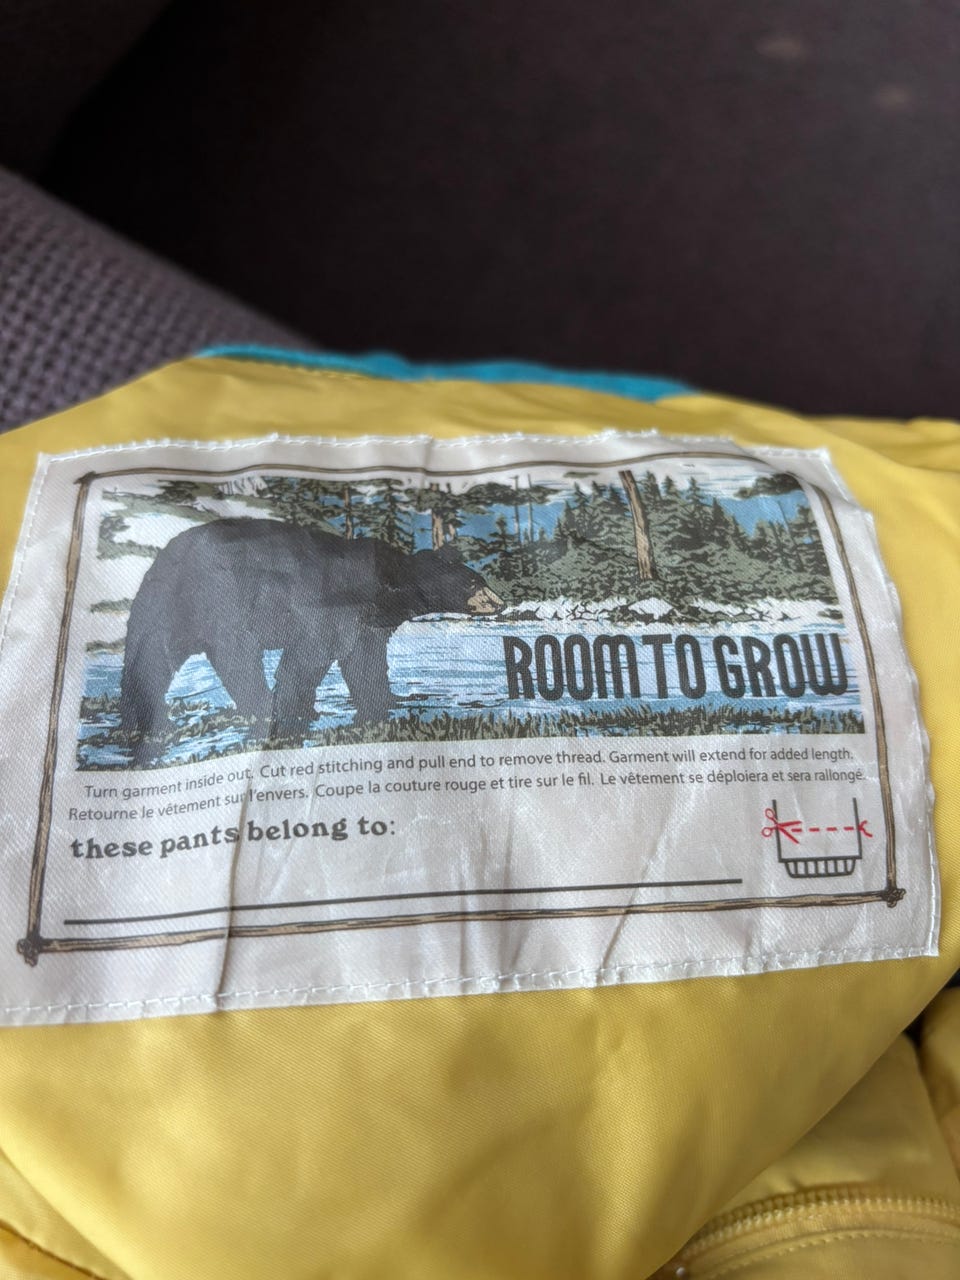 ROOM TO GROW
Turn garment inside out. Cut red stitching and pull end to remove thread. Garment will extend for added length.
Retourne le vêtement sur l'envers. Coupe la couture rouge et tire sur le fil. Le vêtement se déploiera et sera rallongé.
these pants belong to: